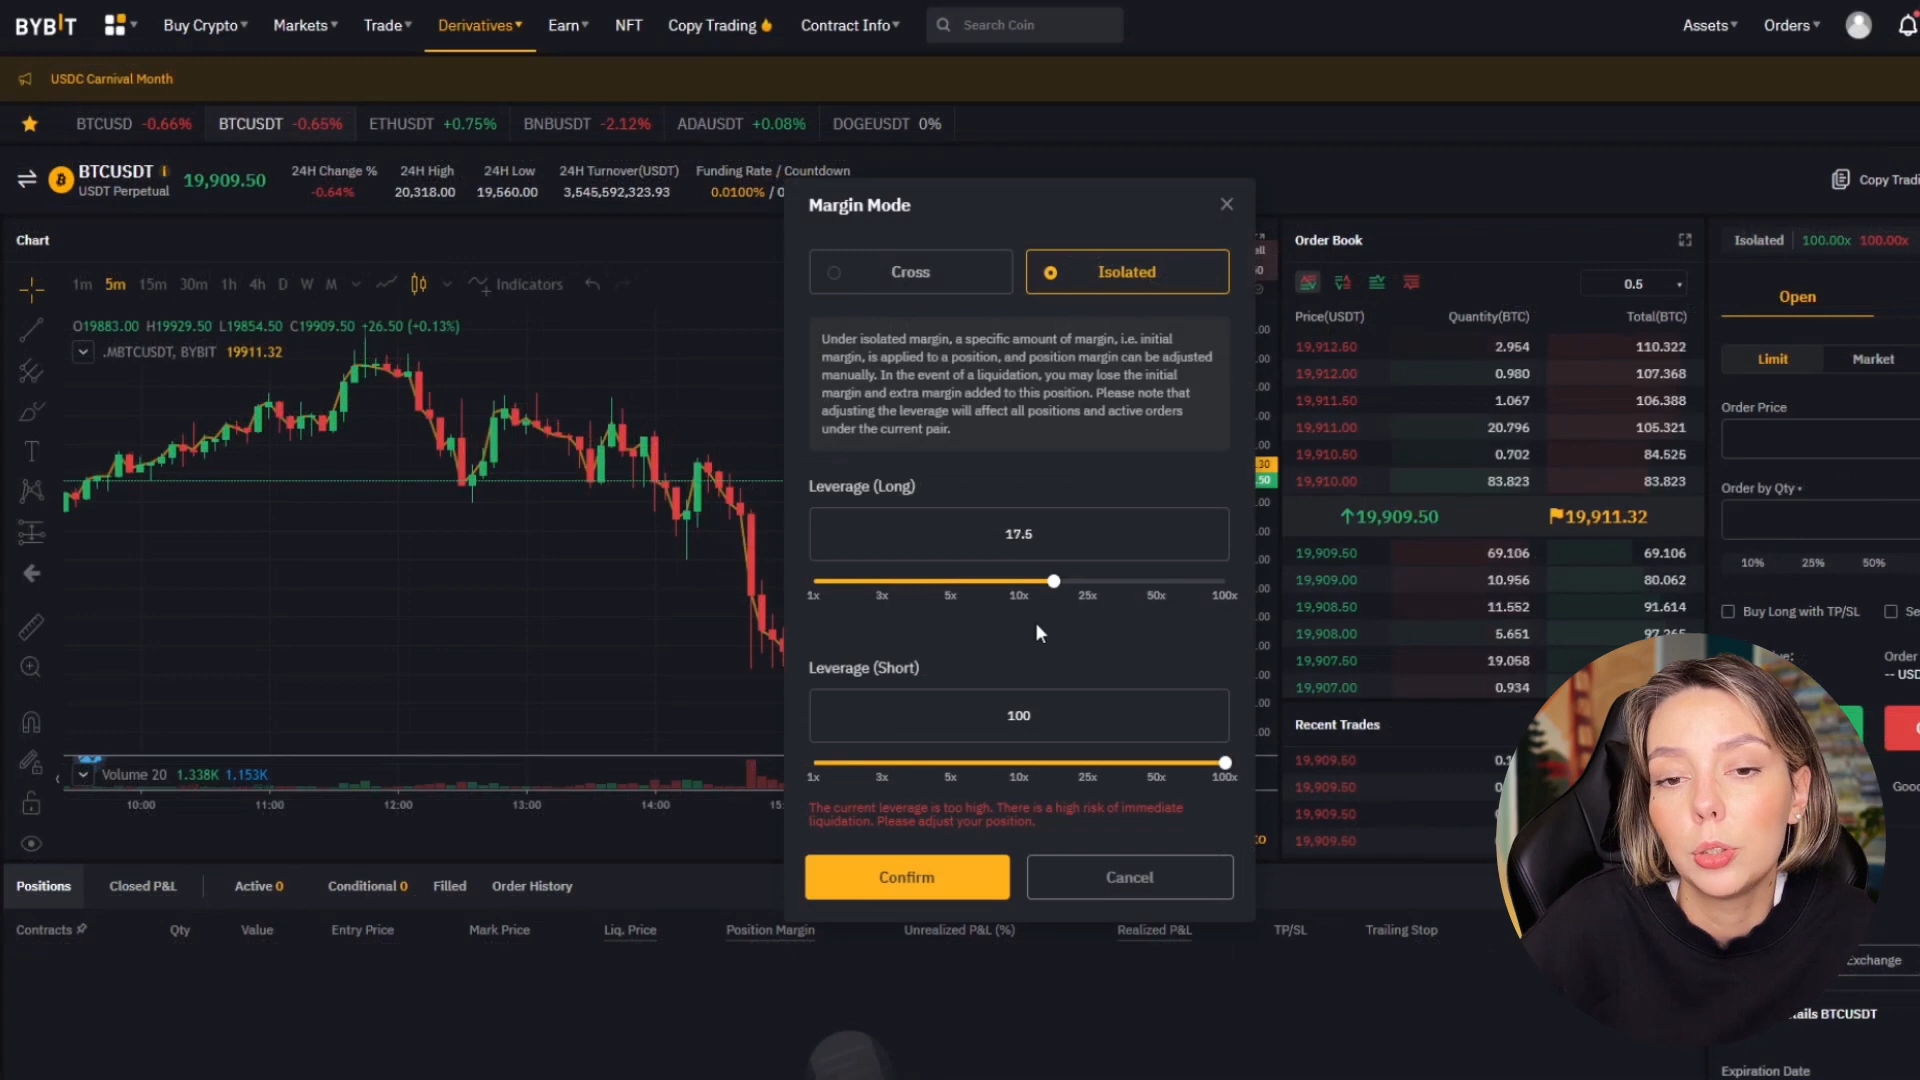 BYBIT
Buy Crypto
Markets
Trade
Derivatives
Earn
NFT
Copy Trading
Contract Info
Search Coin
Assets
Orders
USDC Carnival Month
BTCUSD -0.66%
BTCUSDT -0.65%
ETHUSDT +0.75%
BNBUSDT -2.12%
ADAUSDT +0.08%
DOGEUSDT 0%
BTCUSDT
USDT Perpetual
19,909.50
24H Change %
-0.64%
24H High
20,318.00
24H Low
19,560.00
24H Turnover(USDT)
3,545,592,323.93
Funding Rate / Countdown
0.0100% / 0
Copy Tradi
Chart
1m 5m 15m 30m 1h 4h D W M
Indicators
O19883.00 H19929.50 L19854.50 C19909.50 +26.50 (+0.13%)
.MBTCUSDT, BYBIT 19911.32
Volume 20 1.338K 1.153K
10:00 11:00 12:00 13:00 14:00 15:
Margin Mode
Cross
Isolated
Under isolated margin, a specific amount of margin, i.e. initial
margin, is applied to a position, and position margin can be adjusted
manually. In the event of a liquidation, you may lose the initial
margin and extra margin added to this position. Please note that
adjusting the leverage will affect all positions and active orders
under the current pair.
Leverage (Long)
17.5
1x 3x 5x 10x 25x 50x 100x
Leverage (Short)
100
1x 3x 5x 10x 25x 50x 100x
The current leverage is too high. There is a high risk of immediate
liquidation. Please adjust your position.
Confirm
Cancel
Order Book
0.5
Price(USDT) Quantity(BTC) Total(BTC)
19,912.50 2.954 110.322
19,912.00 0.980 107.368
19,911.50 1.067 106.388
19,911.00 20.796 105.321
19,910.50 0.702 84.525
19,910.00 83.823 83.823
19,909.50 19,911.32
19,909.50 69.106 69.106
19,909.00 10.956 80.062
19,908.50 11.552 91.614
19,908.00 5.651 97.265
19,907.50 19.058
19,907.00 0.934
Recent Trades
19,909.50 0.1
19,909.50 0
19,909.50 0
19,909.50 0
Isolated 100.00x 100.00x
Open
Limit
Market
Order Price
Order by Qty
10% 25% 50%
Buy Long with TP/SL
Se
Order
-- USD
Good
Exchange
ails BTCUSDT
Expiration Date
Positions
Closed P&L
Active 0
Conditional 0
Filled
Order History
Contracts
Qty
Value
Entry Price
Mark Price
Liq. Price
Position Margin
Unrealized P&L (%)
Realized P&L
TP/SL
Trailing Stop